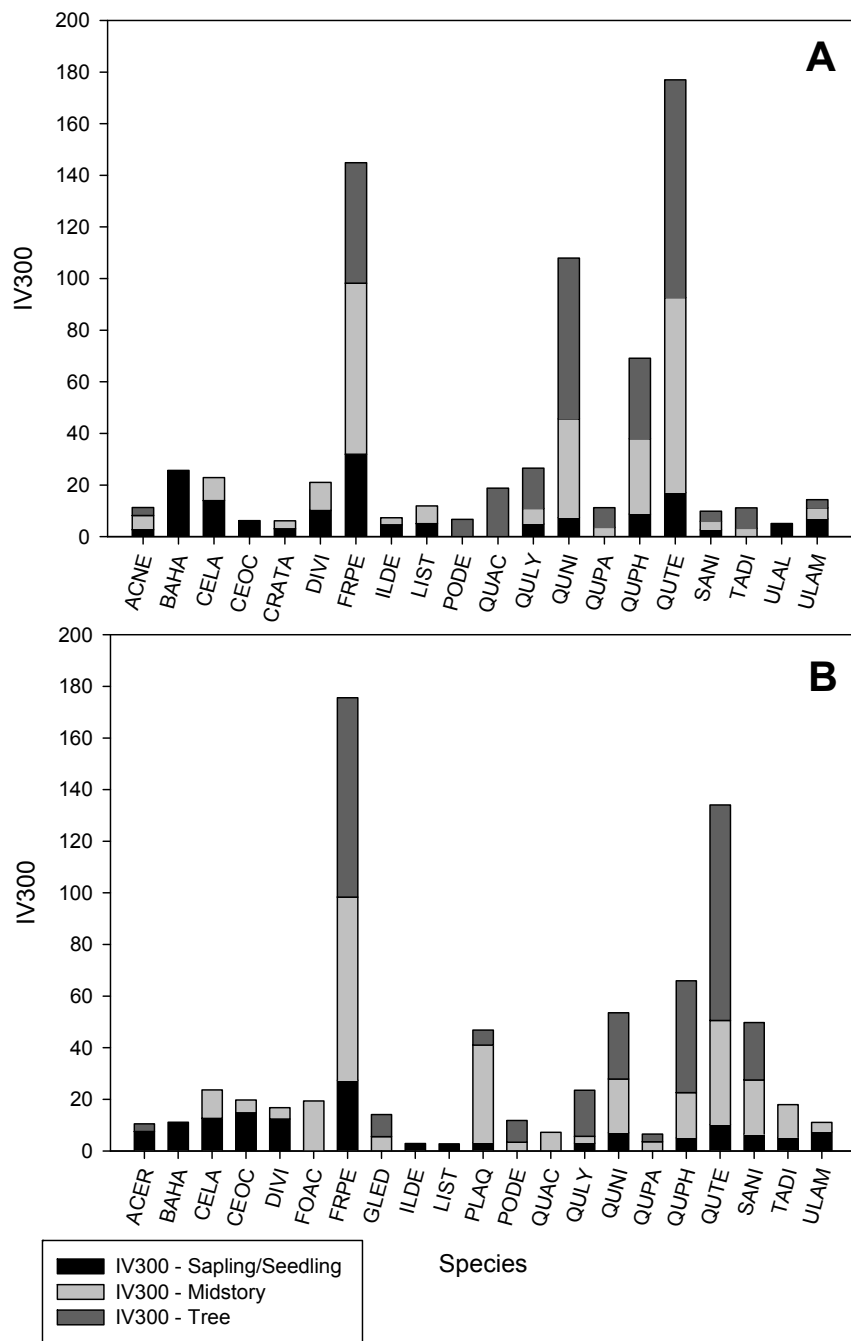 A
200
180
160
140
120
100
80
60
40
20
0
IV300
ACNE
BAHA
CELA
CEOC
CRATA
DIVI
FRPE
ILDE
LIST
PODE
QUAC
QULY
QUNI
QUPA
QUPH
QUTE
SANI
TADI
ULAL
ULAM
B
200
180
160
140
120
100
80
60
40
20
0
IV300
ACER
BAHA
CELA
CEOC
DIVI
FOAC
FRPE
GLED
ILDE
LIST
PLAQ
PODE
QUAC
QULY
QUNI
QUPA
QUPH
QUTE
SANI
TADI
ULAM
Species
IV300 - Sapling/Seedling
IV300 - Midstory
IV300 - Tree